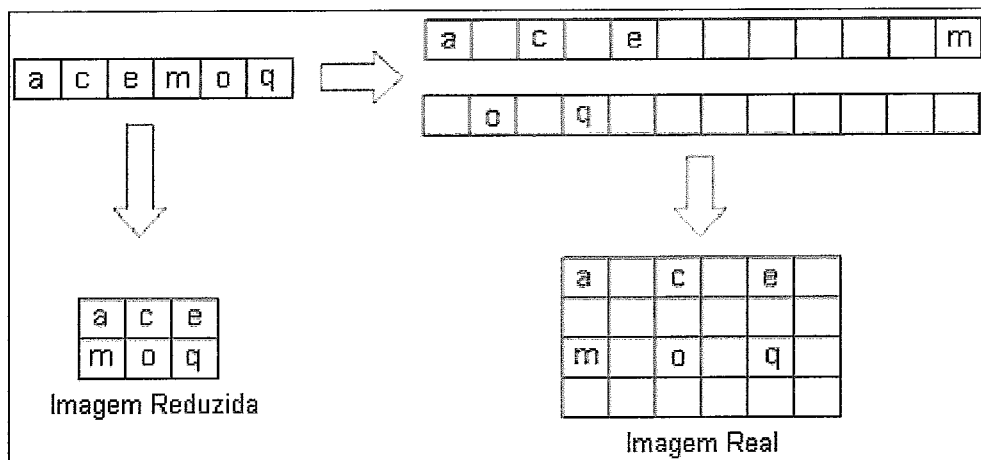 a c e m
a c e m o q
o q
a c e
a c e
m o q
m o q
Imagem Reduzida
Imagem Real